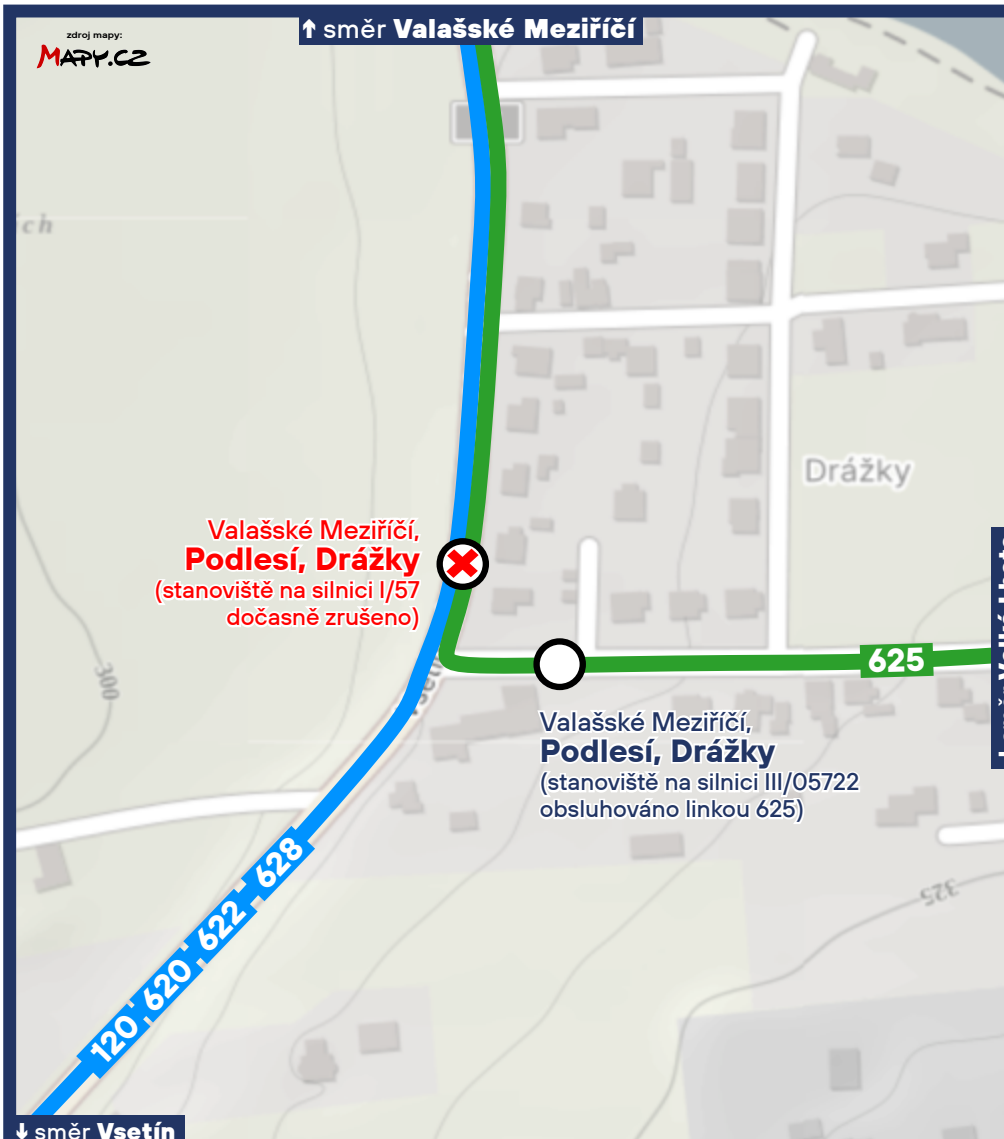 ↑ směr Valašské Meziříčí
zdroj mapy:
MAPY.CZ
ch
Drážky
Valašské Meziříčí,
Podlesí, Drážky
(stanoviště na silnici I/57
dočasně zrušeno)
625
300
Valašské Meziříčí,
Podlesí, Drážky
(stanoviště na silnici III/05722
obsluhováno linkou 625)
628
622
620
120
325
↓ směr Vsetín